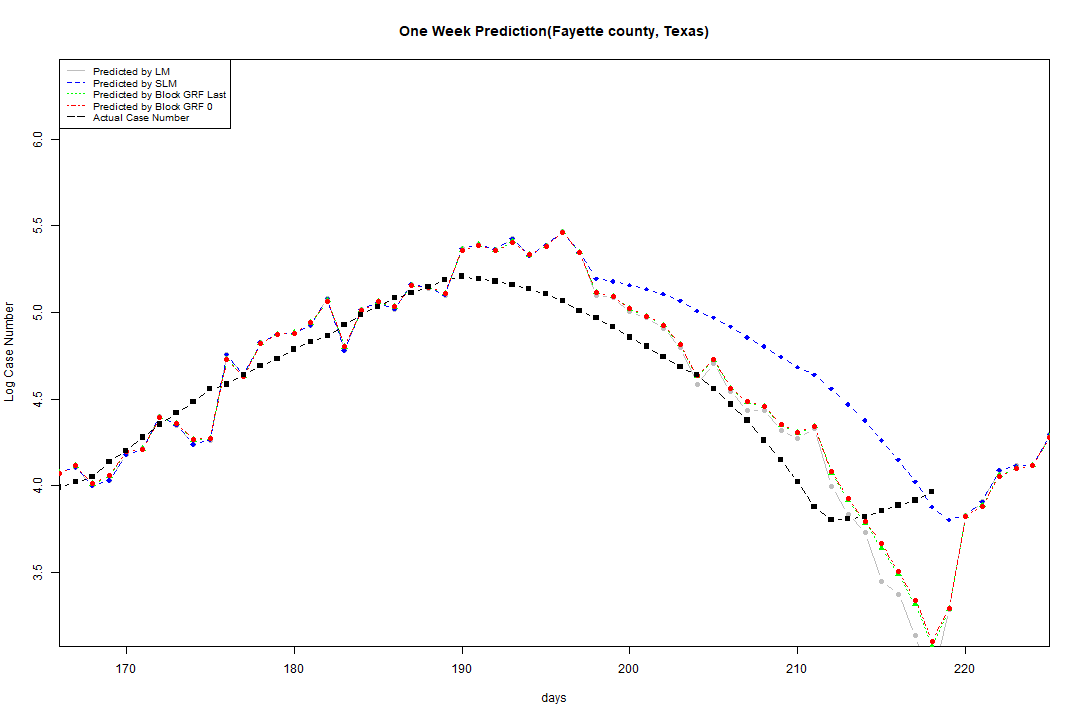 One Week Prediction(Fayette county, Texas)
Predicted by LM
Predicted by SLM
Predicted by Block GRF Last
Predicted by Block GRF 0
Actual Case Number
6.0
5.5
5.0
4.5
4.0
3.5
Log Case Number
170 180 190 200 210 220
days